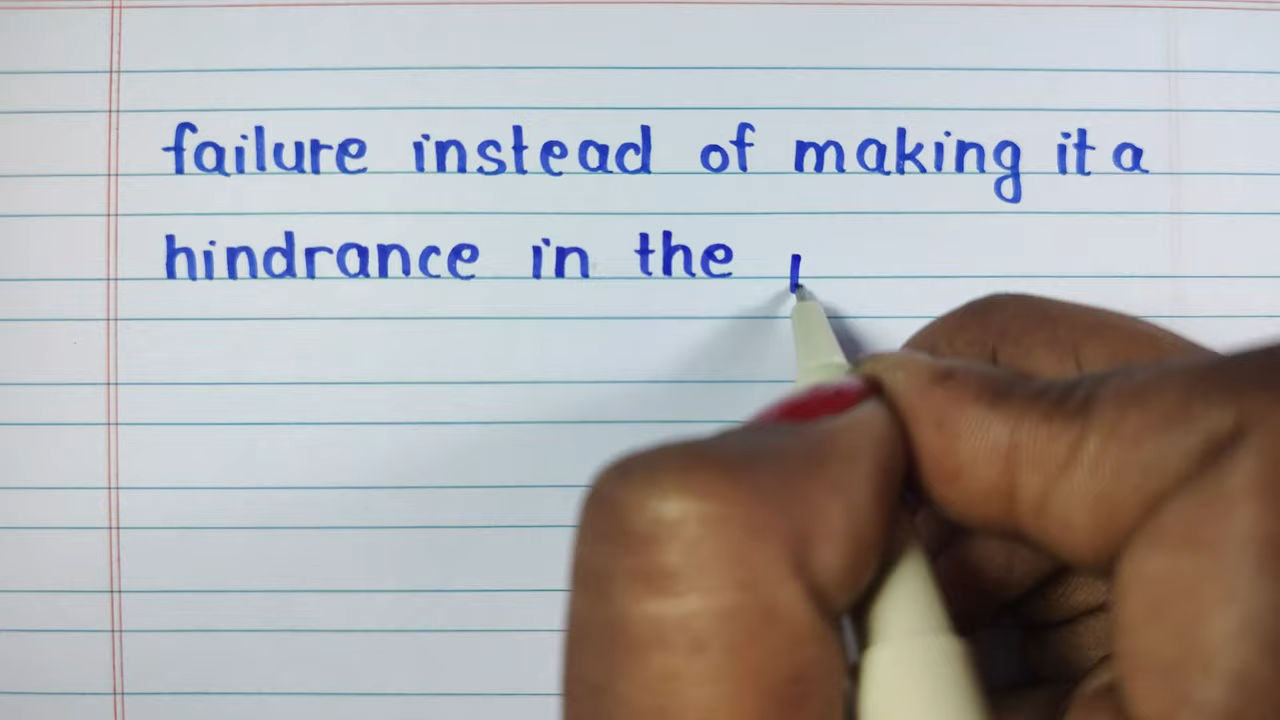 failure instead of making it a
hindrance in the